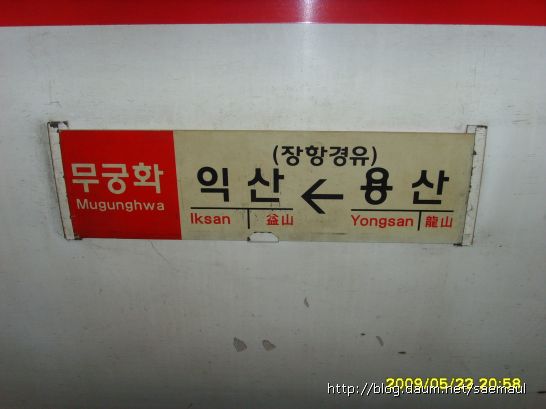 (장항경유)
무궁화 익산 ← 용산
Mugunghwa Iksan 益山 Yongsan 龍山
2009/05/22 20:58
http://blog.daum.net/saemaul